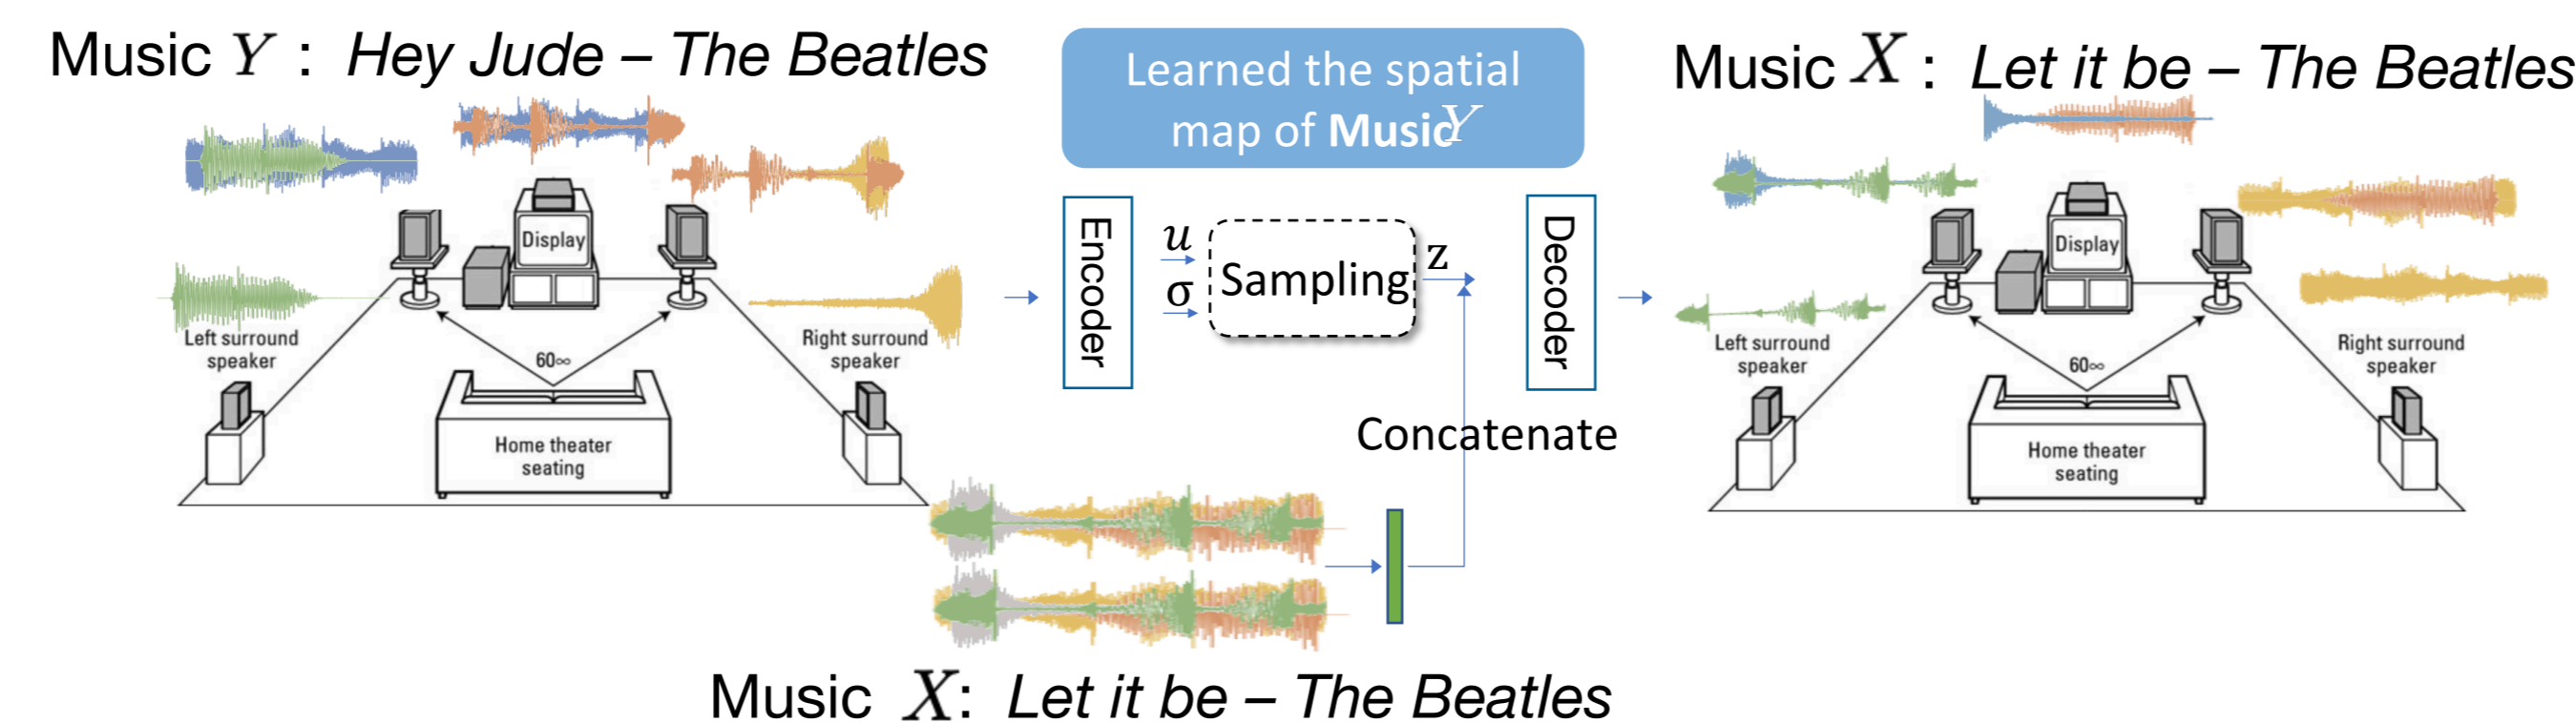 Music Y : Hey Jude – The Beatles
Learned the spatial
map of Music Y
Music X : Let it be – The Beatles
Display
Left surround
speaker
60∞
Right surround
speaker
Home theater
seating
Encoder
u
σ
Sampling
z
Decoder
Concatenate
Display
Left surround
speaker
60∞
Right surround
speaker
Home theater
seating
Music X: Let it be – The Beatles